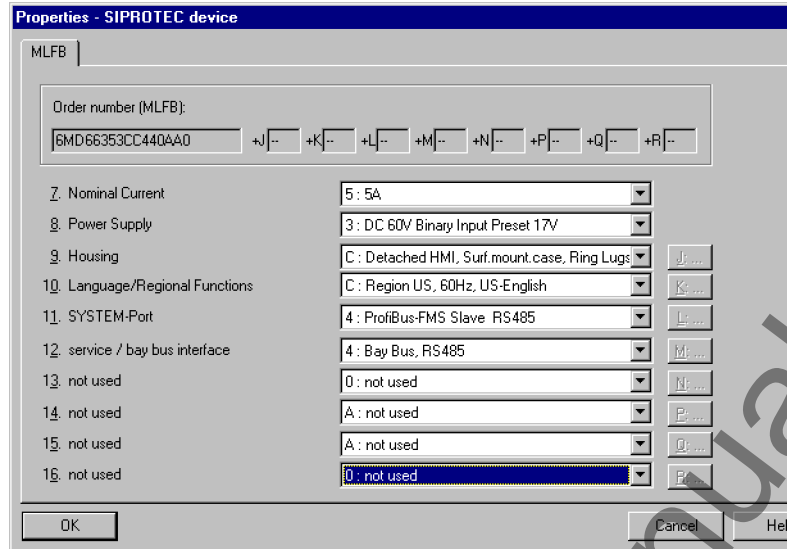 Properties - SIPROTEC device
MLFB
Order number (MLFB):
6MD66353CC440AA0 +J -- +K -- +L -- +M -- +N -- +P -- +Q -- +R --
7. Nominal Current 5 : 5A
8. Power Supply 3 : DC 60V Binary Input Preset 17V
9. Housing C : Detached HMI, Surf.mount.case, Ring Lugs J: ...
10. Language/Regional Functions C : Region US, 60Hz, US-English K: ...
11. SYSTEM-Port 4 : ProfiBus-FMS Slave RS485 L: ...
12. service / bay bus interface 4 : Bay Bus, RS485 M: ...
13. not used 0 : not used N: ...
14. not used A : not used P: ...
15. not used A : not used Q: ...
16. not used 0 : not used R: ...
OK Cancel Hel